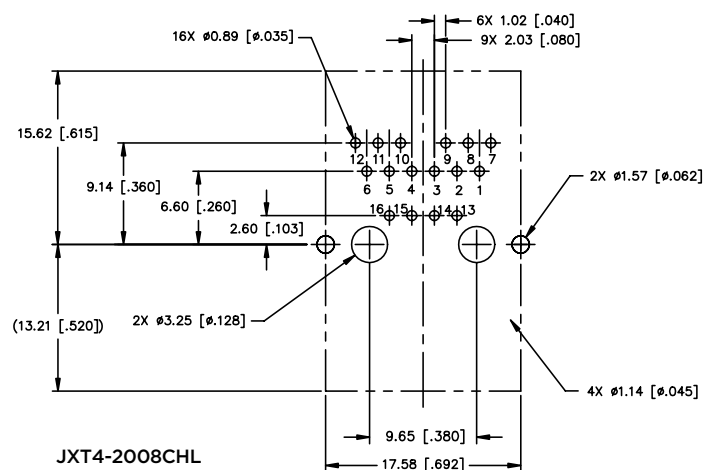 6X 1.02 [.040]
16X ø0.89 [ø.035]
9X 2.03 [.080]
15.62 [.615]
12 11 10 9 8 7
9.14 [.360]
6 5 4 3 2 1
2X ø1.57 [ø.062]
6.60 [.260]
16 15 14 13
2.60 [.103]
(13.21 [.520])
2X ø3.25 [ø.128]
4X ø1.14 [ø.045]
9.65 [.380]
JXT4-2008CHL
17.58 [.692]